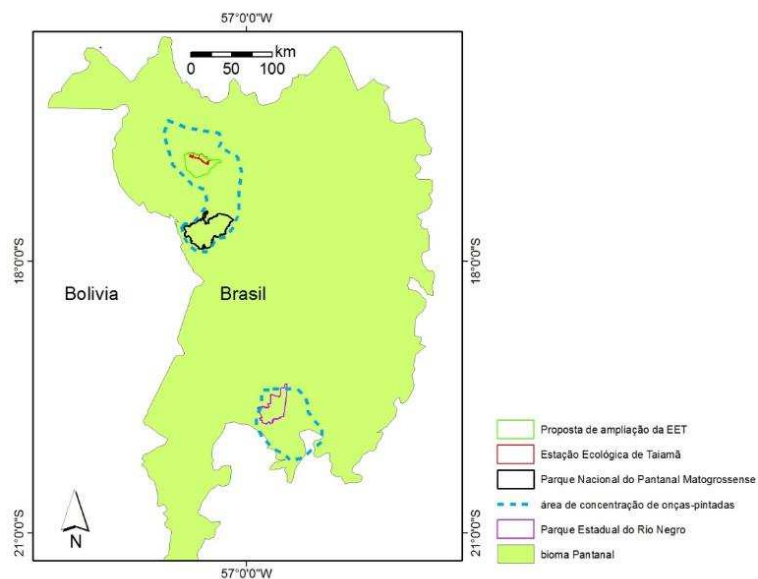 57°0'0"W
km
0 50 100
18°0'0"S
18°0'0"S
Bolivia
Brasil
Proposta de ampliação da EET
Estação Ecológica de Taiamã
Parque Nacional do Pantanal Matogrossense
área de concentração de onças-pintadas
Parque Estadual do Rio Negro
bioma Pantanal
N
21°0'0"S
21°0'0"S
57°0'0"W